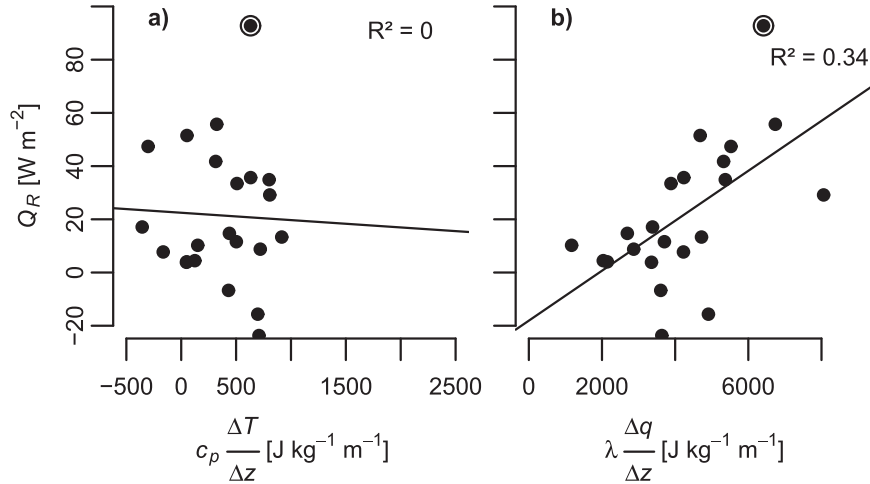 a)
R² = 0
b)
R² = 0.34
80
60
40
20
0
−20
Q_R [W m⁻²]
−500 0 500 1500 2500
0 2000 6000
c_p ΔT/Δz [J kg⁻¹ m⁻¹]
λ Δq/Δz [J kg⁻¹ m⁻¹]